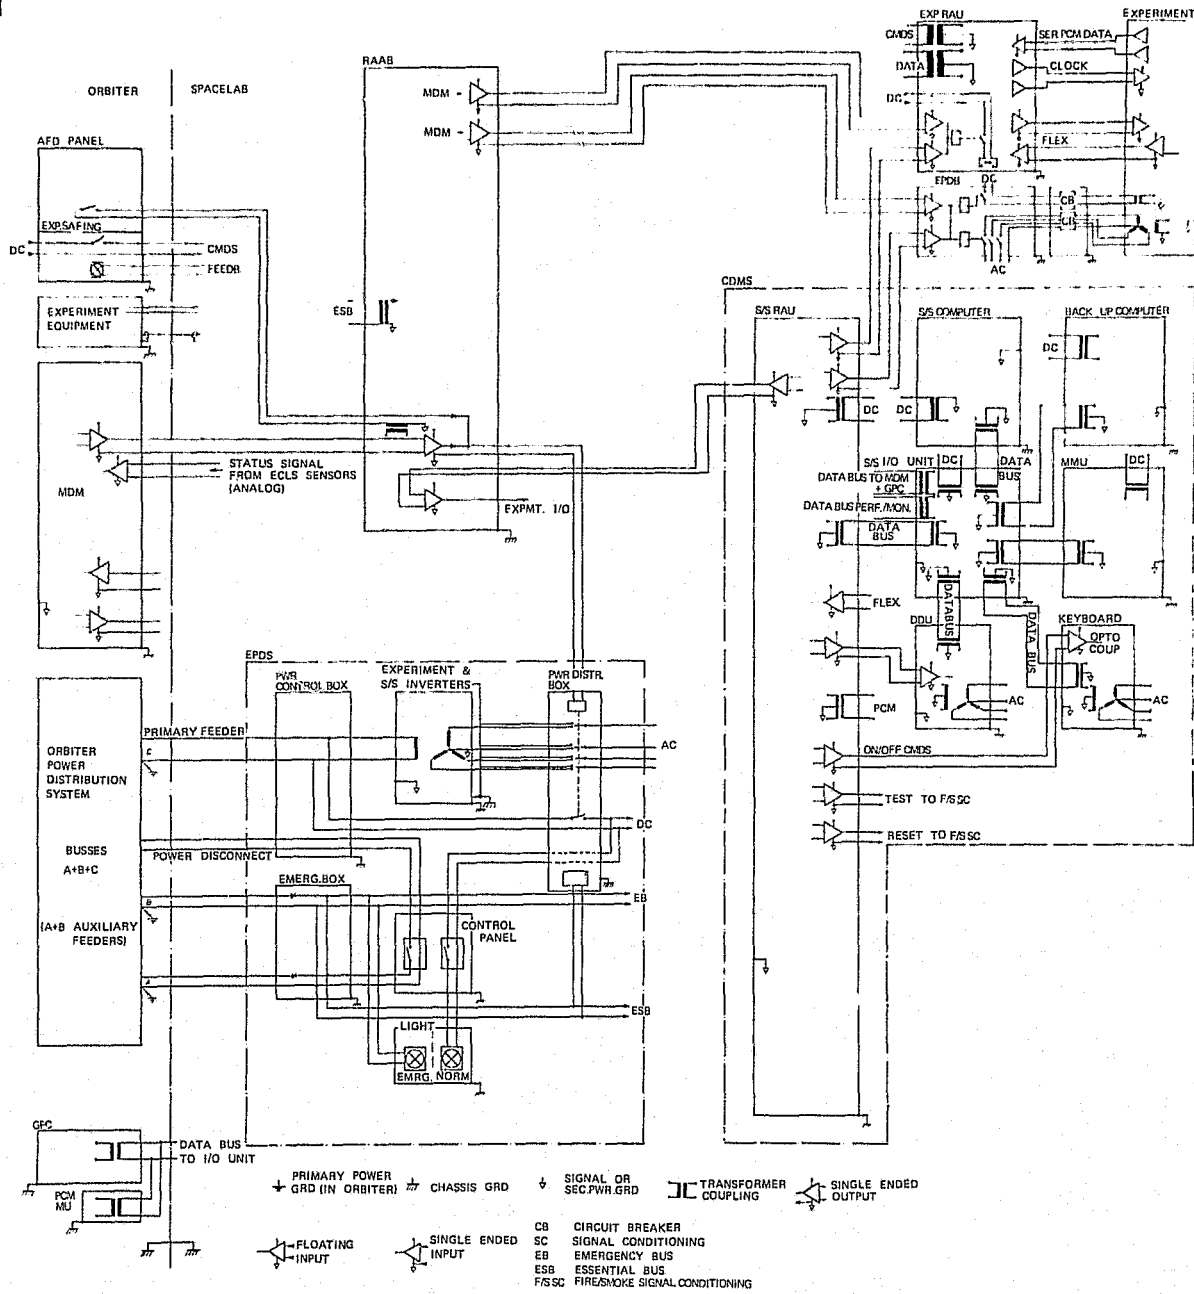 EXP RAU
EXPERIMENT
CMDS
SER PCM DATA
DATA
CLOCK
DC
FLEX
EPDB
DC
CB
CB
AC
ORBITER
SPACELAB
RAAB
MDM
MDM
AFD PANEL
EXP.SAFING
DC
CMDS
FEEDB
EXPERIMENT
EQUIPMENT
ESB
MDM
STATUS SIGNAL
FROM ECLS SENSORS
(ANALOG)
EXPMT. I/O
CDMS
S/S RAU
S/S COMPUTER
BACK UP COMPUTER
DC
DC
DC
S/S I/O UNIT
DC
DATA
BUS
MMU
DC
DATA BUS TO MDM
+ GPC
DATA BUS PERF./MON.
DATA
BUS
FLEX
DATABUS
DATA BUS
DDU
KEYBOARD
OPTO
COUP
PCM
AC
AC
ON/OFF CMDS
TEST TO F/SSC
RESET TO F/SSC
EPDS
PWR
CONTROL BOX
EXPERIMENT &
S/S INVERTERS
PWR DISTR.
BOX
PRIMARY FEEDER
C
AC
ORBITER
POWER
DISTRIBUTION
SYSTEM
BUSSES
A+B+C
(A+B AUXILIARY
FEEDERS)
DC
POWER DISCONNECT
EMERG.BOX
B
EB
CONTROL
PANEL
A
ESB
LIGHT
EMRG.
NORM
GPC
DATA BUS
TO I/O UNIT
PCM
MU
PRIMARY POWER
GRD (IN ORBITER)
CHASSIS GRD
SIGNAL OR
SEC.PWR.GRD
TRANSFORMER
COUPLING
SINGLE ENDED
OUTPUT
FLOATING
INPUT
SINGLE ENDED
INPUT
CB CIRCUIT BREAKER
SC SIGNAL CONDITIONING
EB EMERGENCY BUS
ESB ESSENTIAL BUS
F/SSC FIRE/SMOKE SIGNAL CONDITIONING